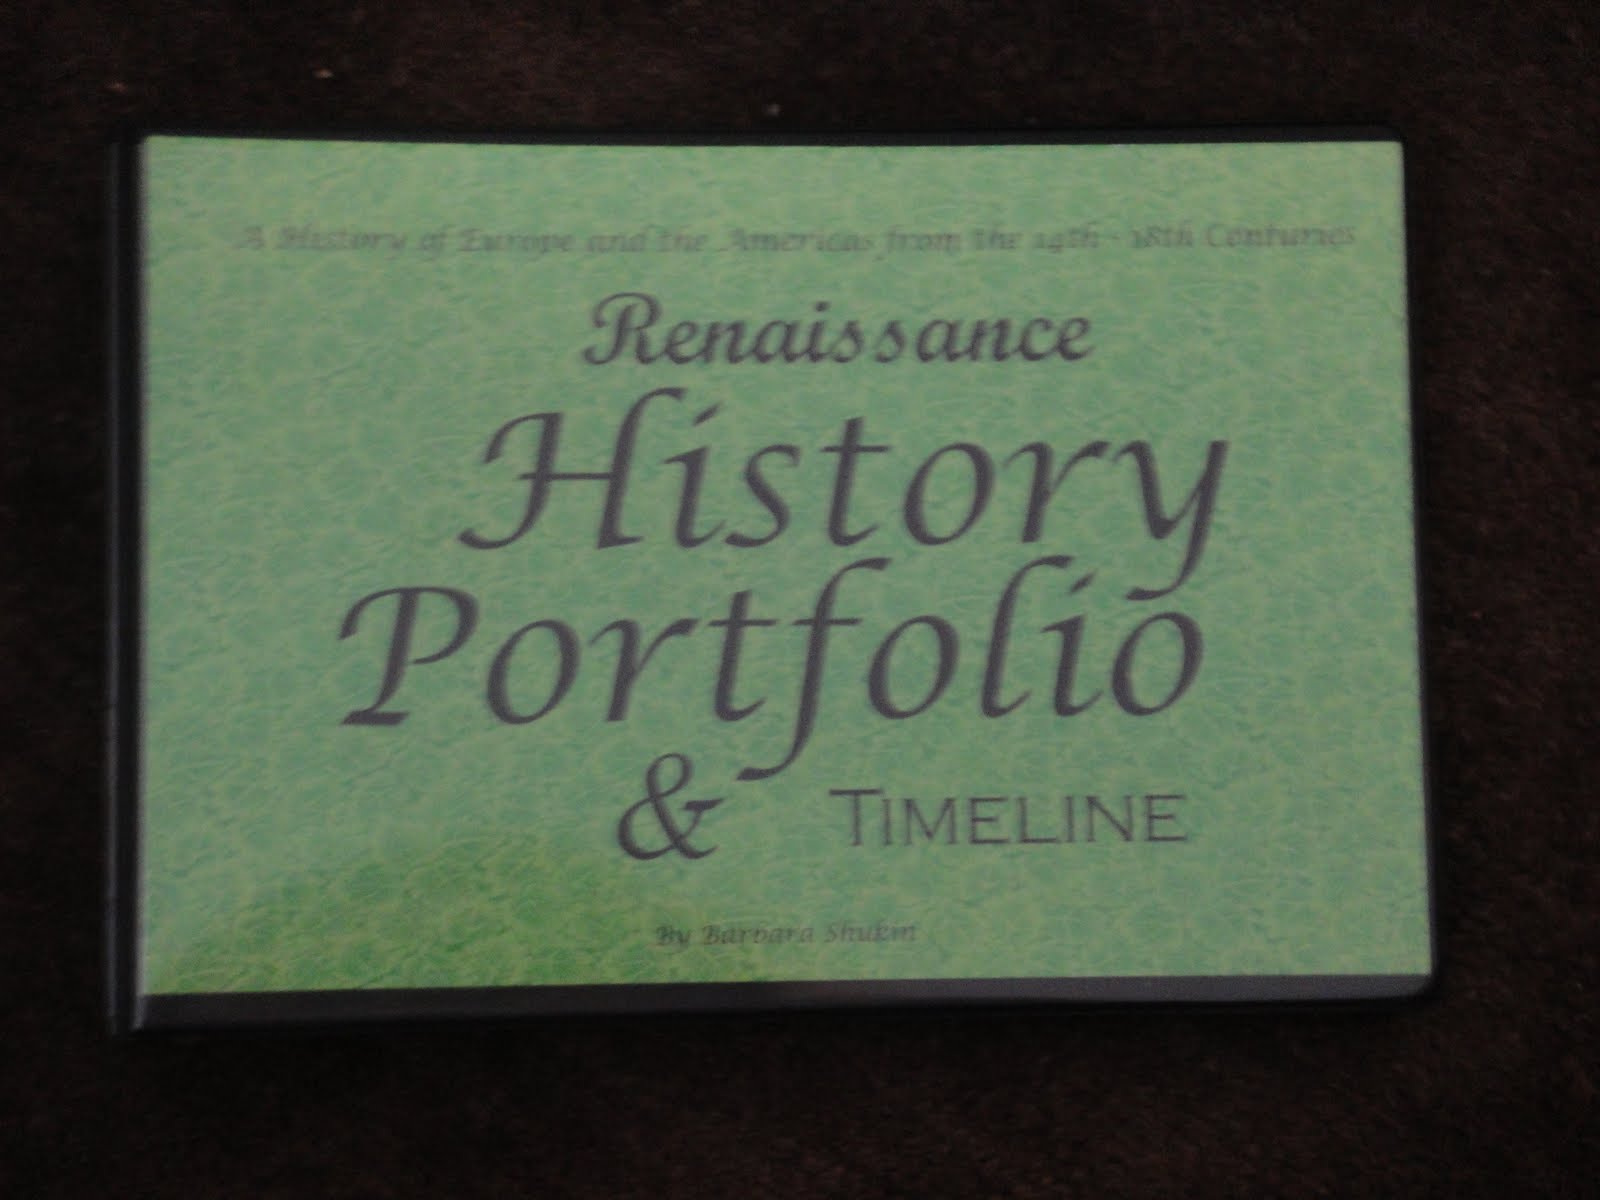 A History of Europe and the Americas from the 14th - 18th Centuries
Renaissance
History
Portfolio
& TIMELINE
By Barbara Shukin